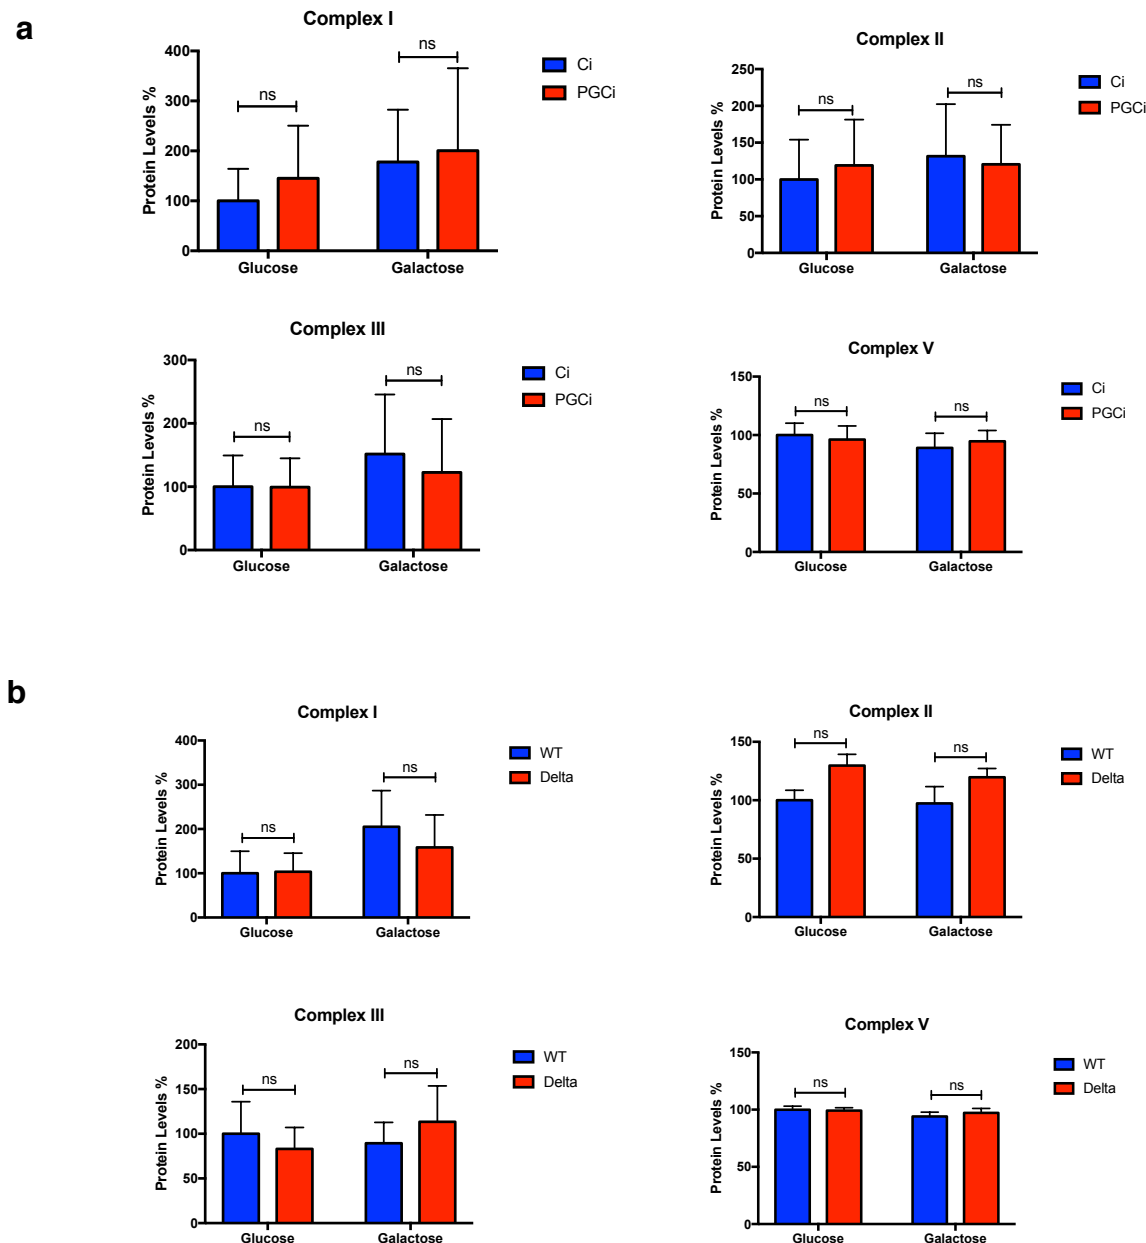 a
Complex I
Protein Levels %
400
300
200
100
0
ns
ns
Glucose
Galactose
Ci
PGCi
Complex II
Protein Levels %
250
200
150
100
50
0
ns
ns
Glucose
Galactose
Ci
PGCi
Complex III
Protein Levels %
300
200
100
0
ns
ns
Glucose
Galactose
Ci
PGCi
Complex V
Protein Levels %
150
100
50
0
ns
ns
Glucose
Galactose
Ci
PGCi
b
Complex I
Protein Levels %
400
300
200
100
0
ns
ns
Glucose
Galactose
WT
Delta
Complex II
Protein Levels %
150
100
50
0
ns
ns
Glucose
Galactose
WT
Delta
Complex III
Protein Levels %
200
150
100
50
0
ns
ns
Glucose
Galactose
WT
Delta
Complex V
Protein Levels %
150
100
50
0
ns
ns
Glucose
Galactose
WT
Delta